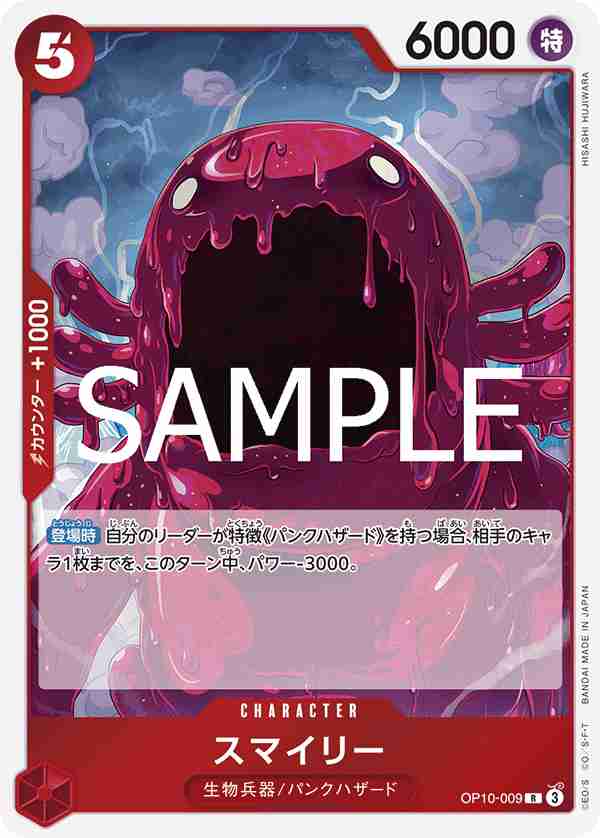 5
6000
特
HISASHI HUJIWARA
カウンター +1000
SAMPLE
登場時 自分のリーダーが特徴《パンクハザード》を持つ場合、相手のキャ
ラ1枚までを、このターン中、パワー-3000。
CHARACTER
スマイリー
生物兵器/パンクハザード
OP10-009 R 3
©E.O/S ©O./S・F・T BANDAI MADE IN JAPAN